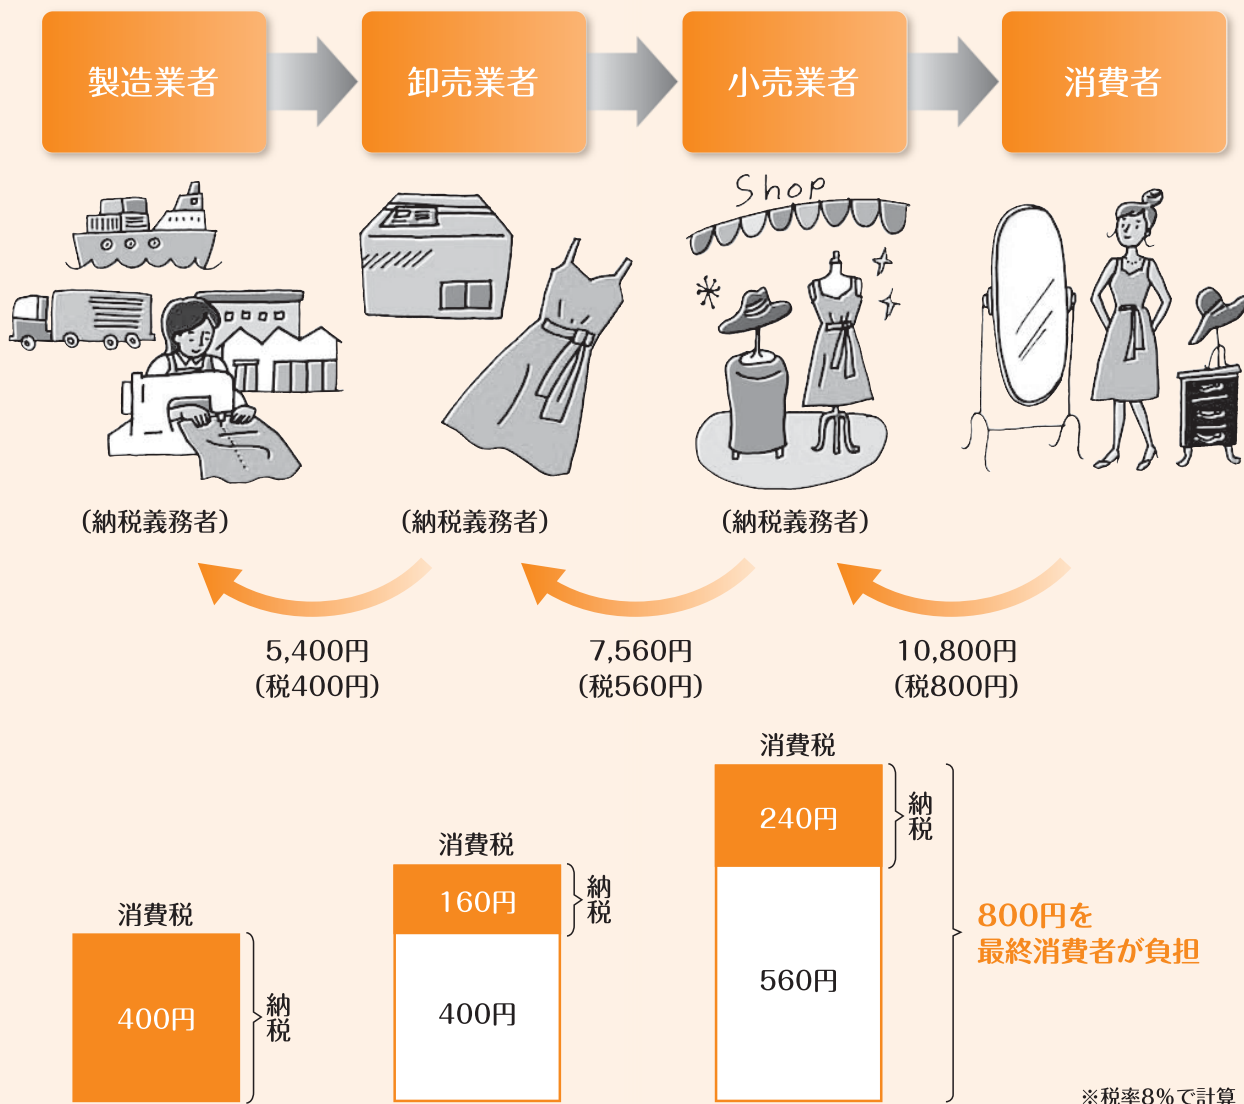 製造業者
卸売業者
小売業者
消費者
Shop
(納税義務者)
(納税義務者)
(納税義務者)
5,400円
(税400円)
7,560円
(税560円)
10,800円
(税800円)
消費税
400円
納税
消費税
160円
納税
400円
消費税
240円
納税
560円
800円を
最終消費者が負担
※税率8%で計算